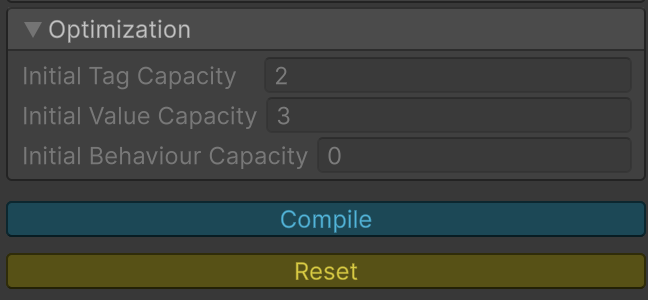 Optimization
Initial Tag Capacity 2
Initial Value Capacity 3
Initial Behaviour Capacity 0
Compile
Reset